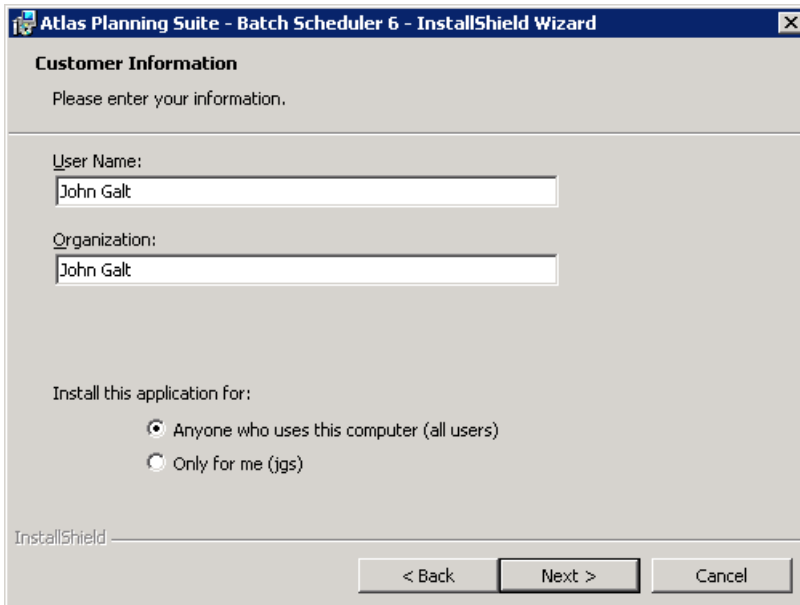 Atlas Planning Suite - Batch Scheduler 6 - InstallShield Wizard
Customer Information
Please enter your information.
User Name:
John Galt
Organization:
John Galt
Install this application for:
Anyone who uses this computer (all users)
Only for me (jgs)
InstallShield
< Back
Next >
Cancel